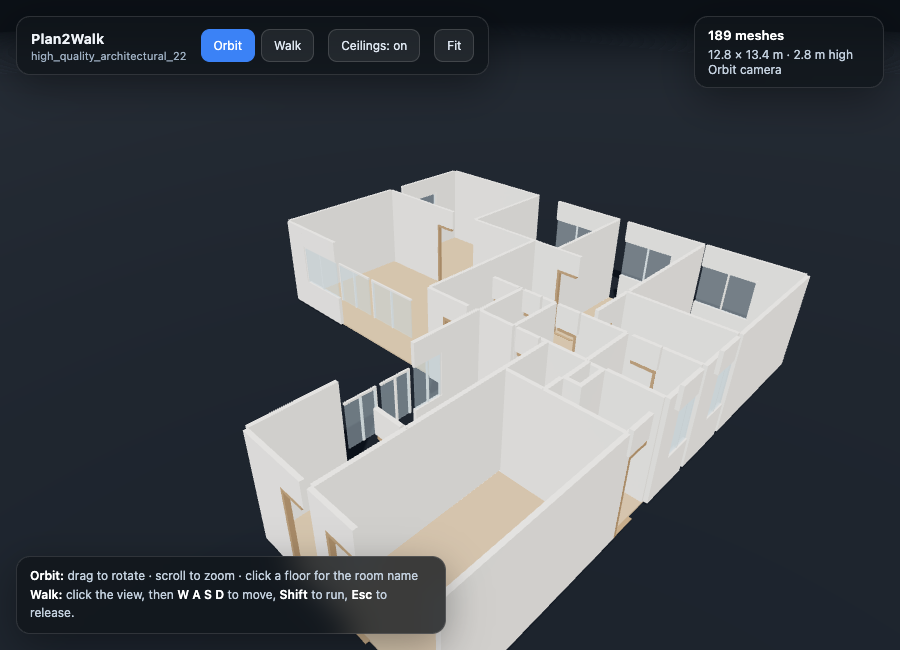 Plan2Walk
high_quality_architectural_22
Orbit
Walk
Ceilings: on
Fit
189 meshes
12.8 × 13.4 m · 2.8 m high
Orbit camera
Orbit: drag to rotate · scroll to zoom · click a floor for the room name
Walk: click the view, then W A S D to move, Shift to run, Esc to
release.